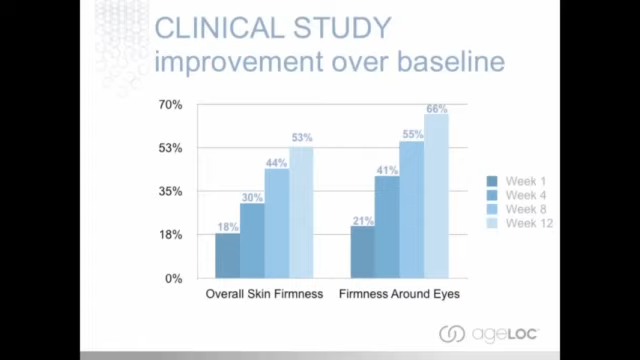 CLINICAL STUDY
improvement over baseline
70%
53%
35%
18%
0%
18%
30%
44%
53%
21%
41%
55%
66%
Overall Skin Firmness
Firmness Around Eyes
Week 1
Week 4
Week 8
Week 12
ageLOC